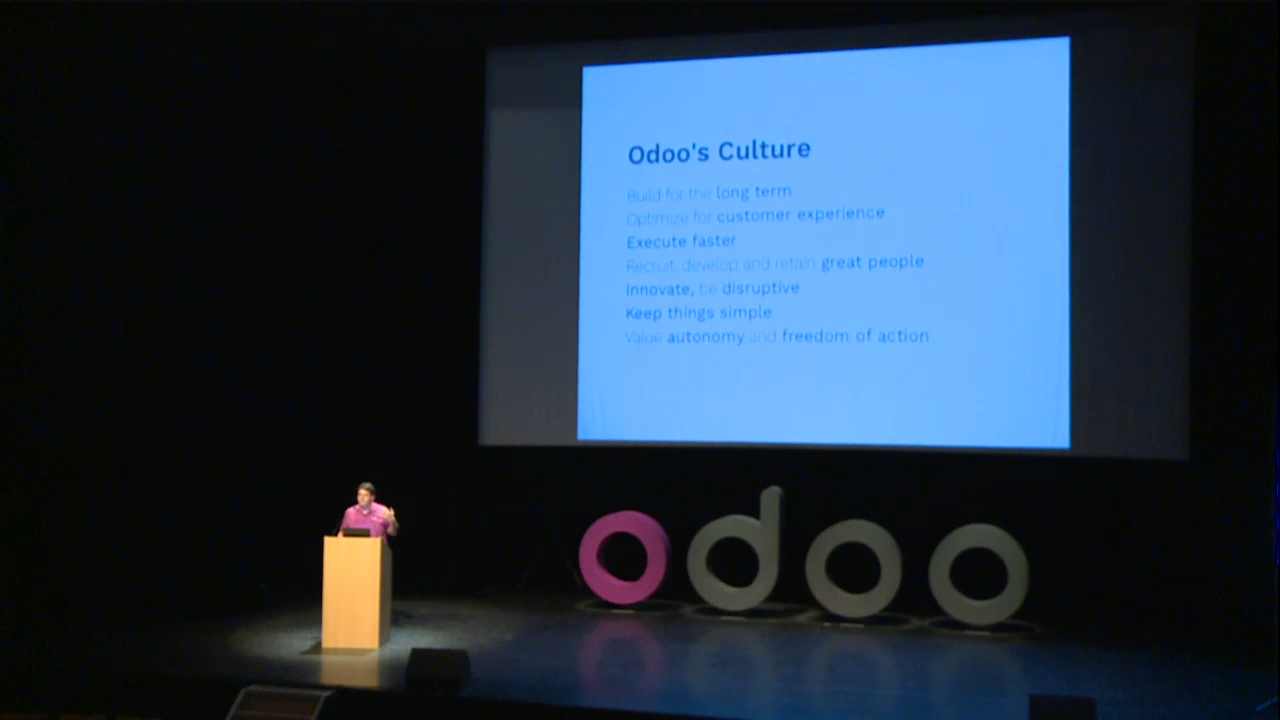 Odoo's Culture
Build for the long term
Optimize for customer experience
Execute faster
Recruit, develop and retain great people
Innovate, be disruptive
Keep things simple
Value autonomy and freedom of action
odoo